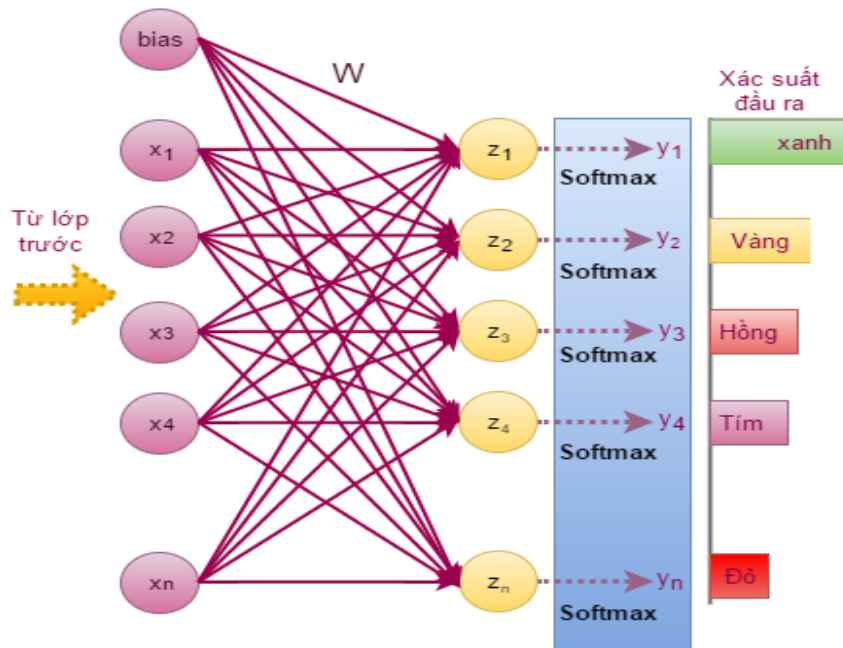 bias
W
Xác suất
đầu ra
x1
z1
y1
xanh
Softmax
Từ lớp
trước
x2
z2
y2
Vàng
Softmax
x3
z3
y3
Hồng
Softmax
x4
z4
y4
Tím
Softmax
xn
zn
yn
Đỏ
Softmax